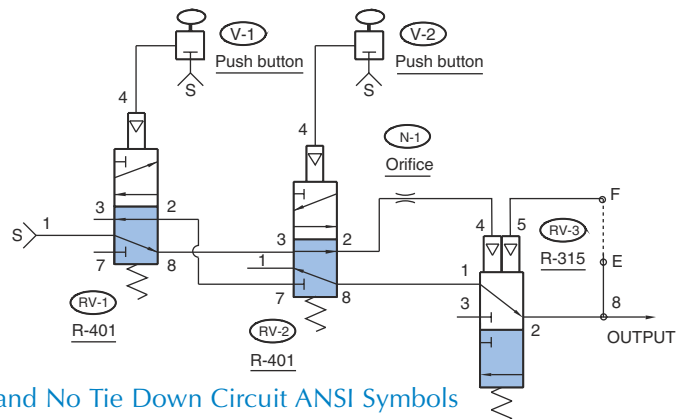 V-1
Push button
S
4
V-2
Push button
S
4
N-1
Orifice
F
4
5
RV-3
R-315
E
S
1
3
2
7
8
RV-1
R-401
3
2
1
7
8
RV-2
R-401
1
3
2
8
OUTPUT
and No Tie Down Circuit ANSI Symbols